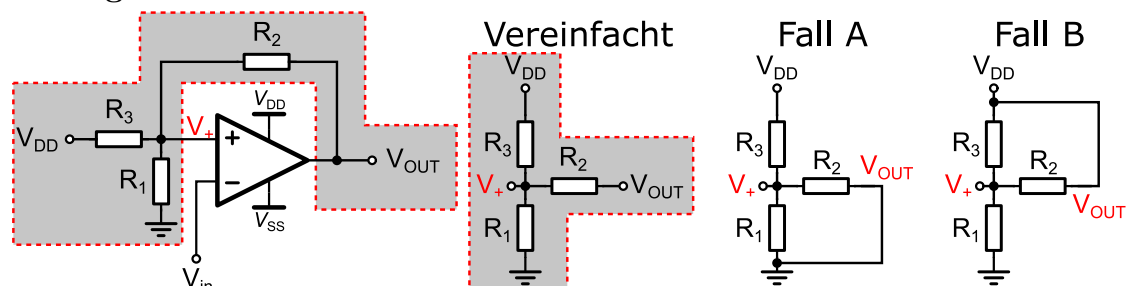 Vereinfacht
Fall A
Fall B
R2
VDD
R3
V+
R1
VDD
+
−
VSS
VOUT
Vin
VDD
R3
R2
V+
VOUT
R1
VDD
R3
R2
VOUT
V+
R1
VDD
R3
R2
V+
VOUT
R1